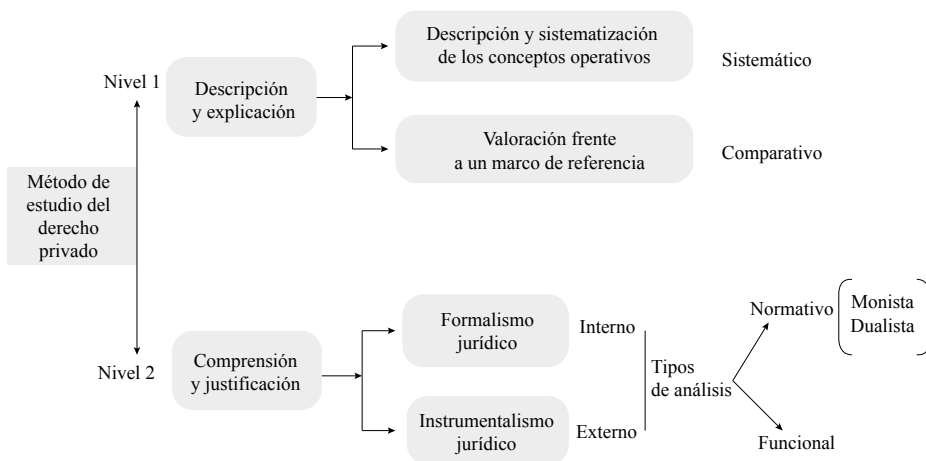 Descripción y sistematización
de los conceptos operativos
Sistemático
Nivel 1
Descripción
y explicación
Valoración frente
a un marco de referencia
Comparativo
Método de
estudio del
derecho
privado
Nivel 2
Comprensión
y justificación
Formalismo
jurídico
Interno
Instrumentalismo
jurídico
Externo
Tipos
de análisis
Normativo
Monista
Dualista
Funcional